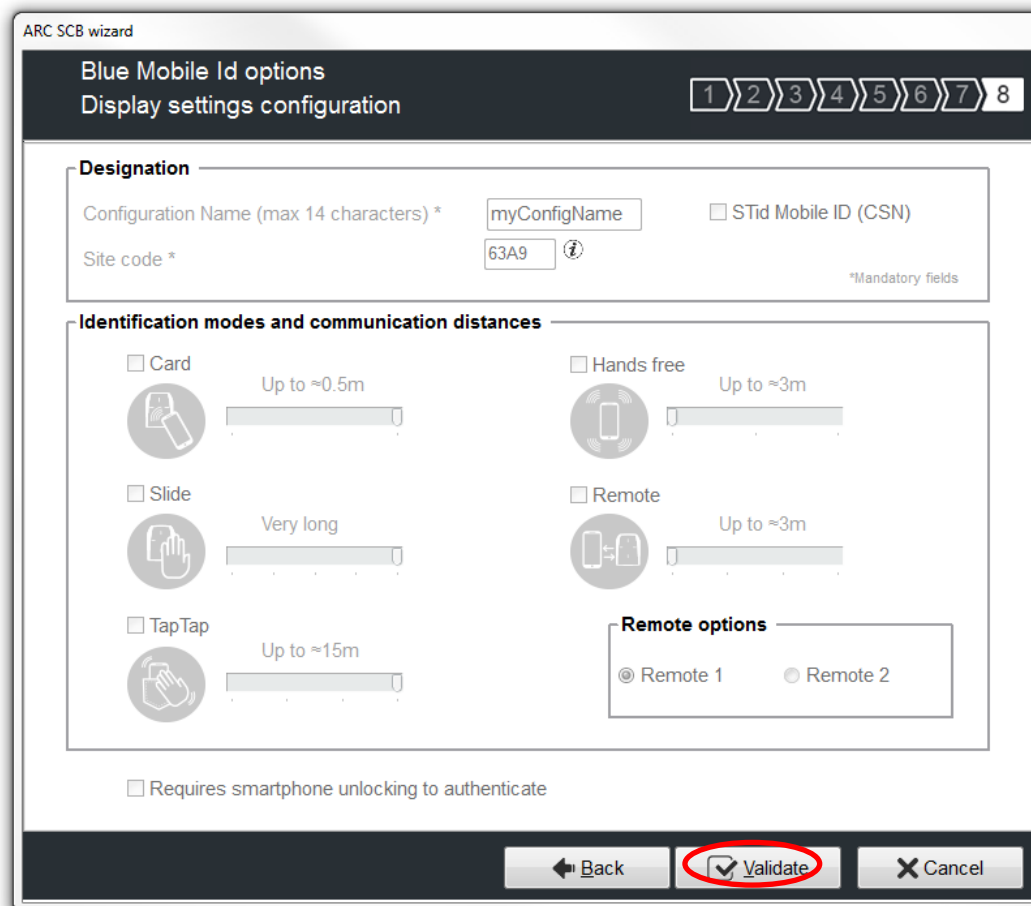 ARC SCB wizard
Blue Mobile Id options
Display settings configuration
1 2 3 4 5 6 7 8
Designation
Configuration Name (max 14 characters) * myConfigName STid Mobile ID (CSN)
Site code * 63A9 i
*Mandatory fields
Identification modes and communication distances
Card Hands free
Up to ≈0.5m Up to ≈3m
Slide Remote
Very long Up to ≈3m
TapTap Remote options
Up to ≈15m
Remote 1 Remote 2
Requires smartphone unlocking to authenticate
Back Validate Cancel